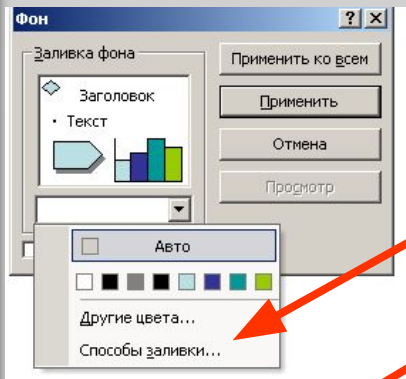 Фон
Заливка фона
Заголовок
• Текст
Применить ко всем
Применить
Отмена
Просмотр
Авто
Другие цвета...
Способы заливки...